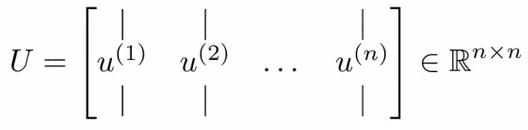 U = [ | | |
u^{(1)} u^{(2)} … u^{(n)}
| | | ] ∈ ℝ^{n×n}